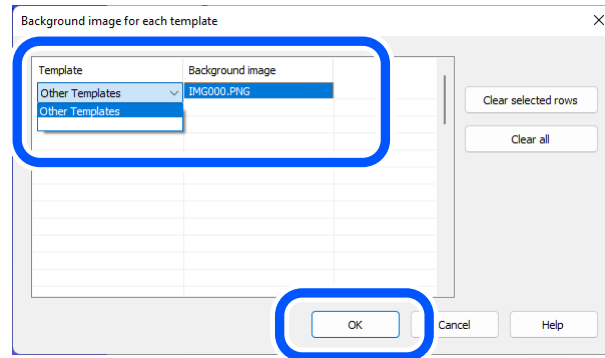 Background image for each template
Template Background image
Other Templates IMG000.PNG
Other Templates
Clear selected rows
Clear all
OK Cancel Help